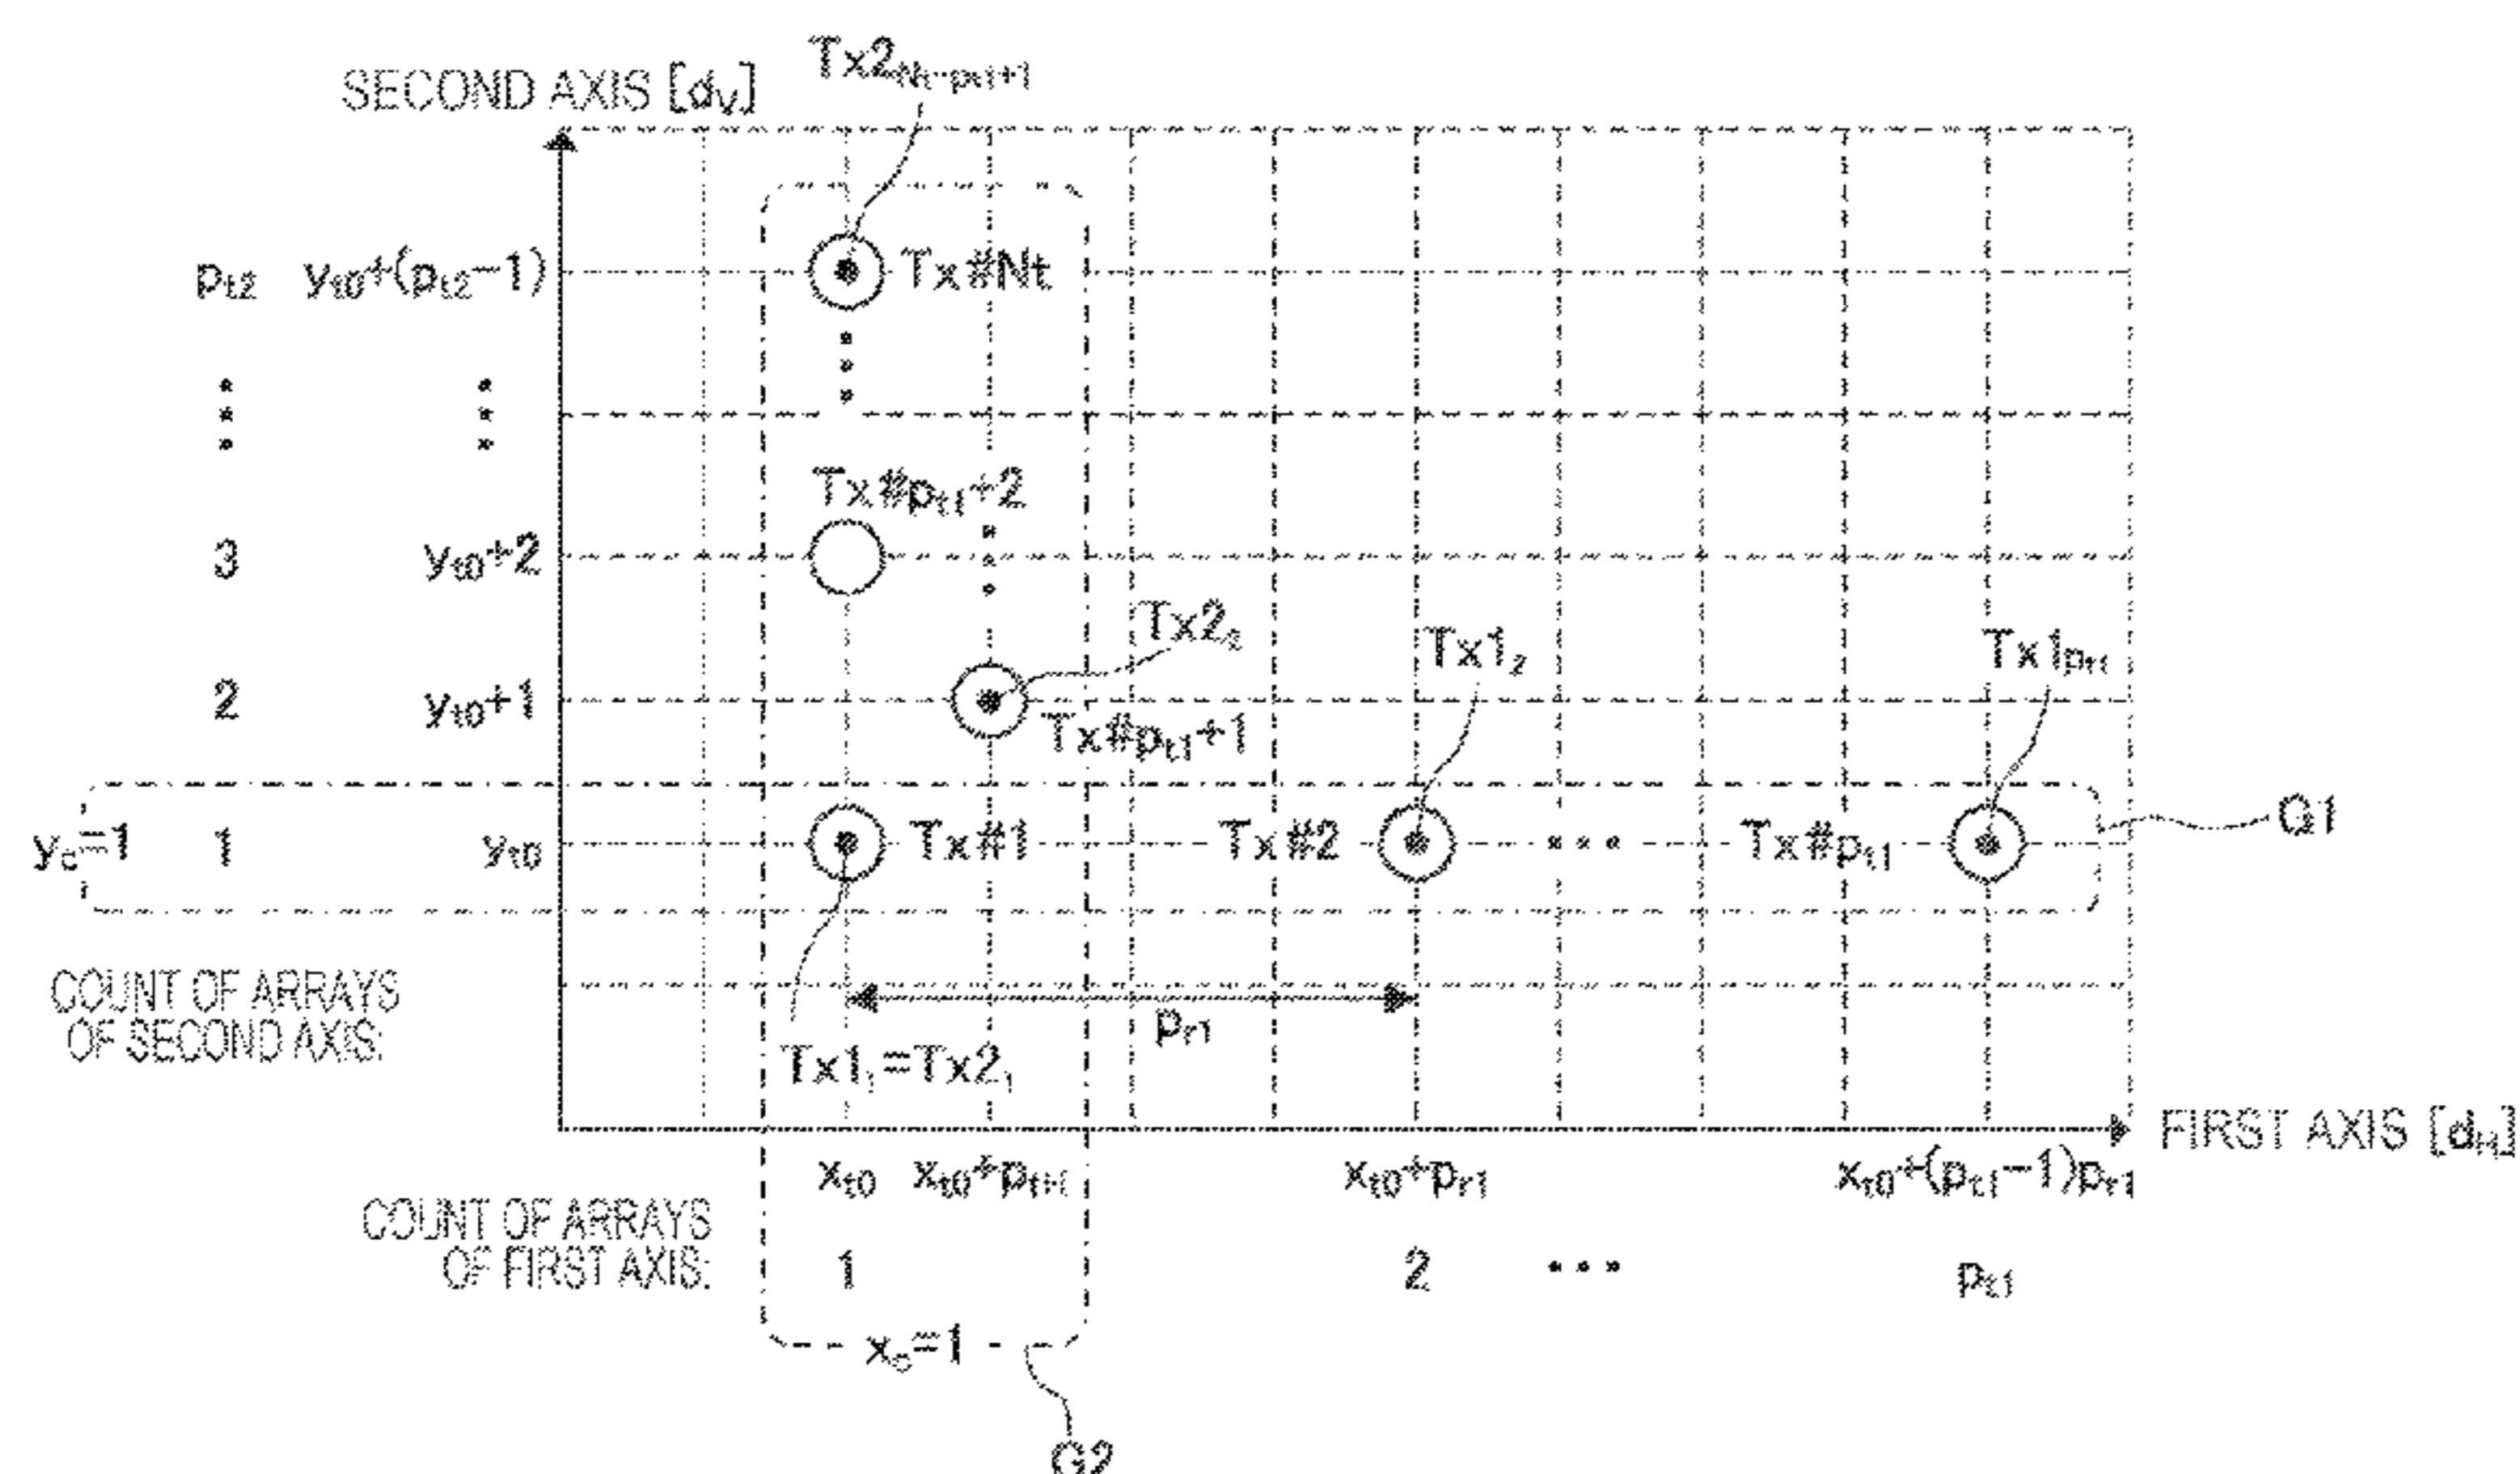 SECOND AXIS [dV]
Tx2Nt-pt1+1
pt2 yt0+(pt2-1) Tx#Nt
Tx#pt1+2
3 yt0+2
Tx22 Tx12 Tx1pt1
2 yt0+1
Tx#pt1+1
yc=1 1 yt0 Tx#1 Tx#2 ... Tx#pt1 G1
COUNT OF ARRAYS
OF SECOND AXIS:
pr1
Tx11=Tx21
FIRST AXIS [dH]
xt0 xt0+ptH xt0+pr1 xt0+(pt1-1)pr1
COUNT OF ARRAYS
OF FIRST AXIS:
1 2 ... pt1
xc=1
G2